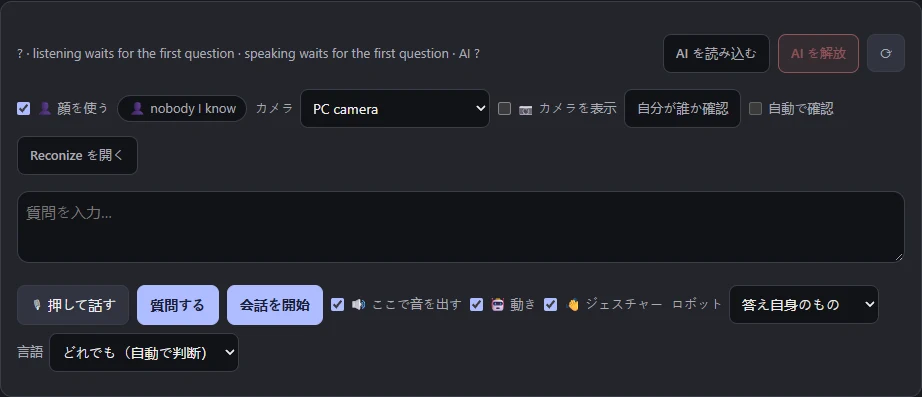 ? · listening waits for the first question · speaking waits for the first question · AI ? AI を読み込む AI を解放 ⟳
👤 顔を使う 👤 nobody I know カメラ PC camera 📷 カメラを表示 自分が誰か確認 自動で確認
Reconize を開く
質問を入力...
🎙 押して話す 質問する 会話を開始 🔊 ここで音を出す 🤖 動き 👋 ジェスチャー ロボット 答え自身のもの
言語 どれでも（自動で判断）